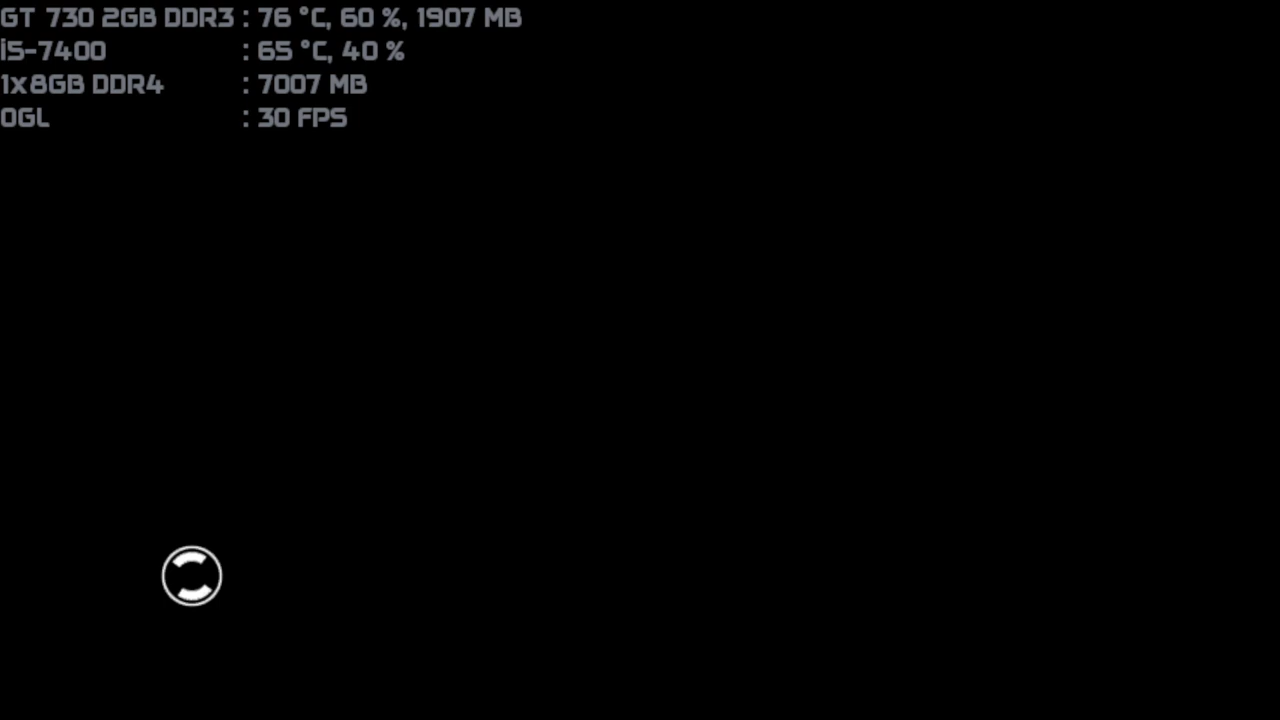 GT 730 2GB DDR3 : 76 °C, 60 %, 1907 MB
i5-7400 : 65 °C, 40 %
1x8GB DDR4 : 7007 MB
OGL : 30 FPS